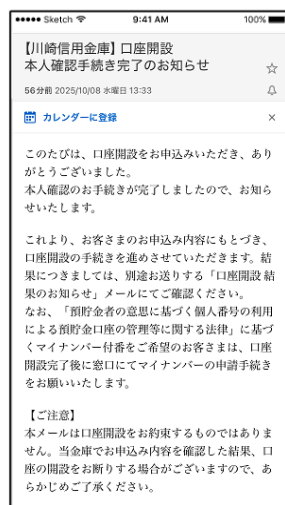 ●●●●● Sketch 9:41 AM 100%
【川崎信用金庫】口座開設
本人確認手続き完了のお知らせ
56分前 2025/10/08 水曜日 13:33
カレンダーに登録 ×
このたびは、口座開設をお申込みいただき、あり
がとうございました。
本人確認のお手続きが完了しましたので、お知ら
せいたします。
これより、お客さまのお申込み内容にもとづき、
口座開設の手続きを進めさせていただきます。結
果につきましては、別途お送りする「口座開設 結
果のお知らせ」メールにてご確認ください。
なお、「預貯金者の意思に基づく個人番号の利用
による預貯金口座の管理等に関する法律」に基づ
くマイナンバー付番をご希望のお客さまは、口座
開設完了後に窓口にてマイナンバーの申請手続き
をお願いいたします。
【ご注意】
本メールは口座開設をお約束するものではありま
せん。当金庫でお申込み内容を確認した結果、口
座の開設をお断りする場合がございますので、あ
らかじめご了承ください。